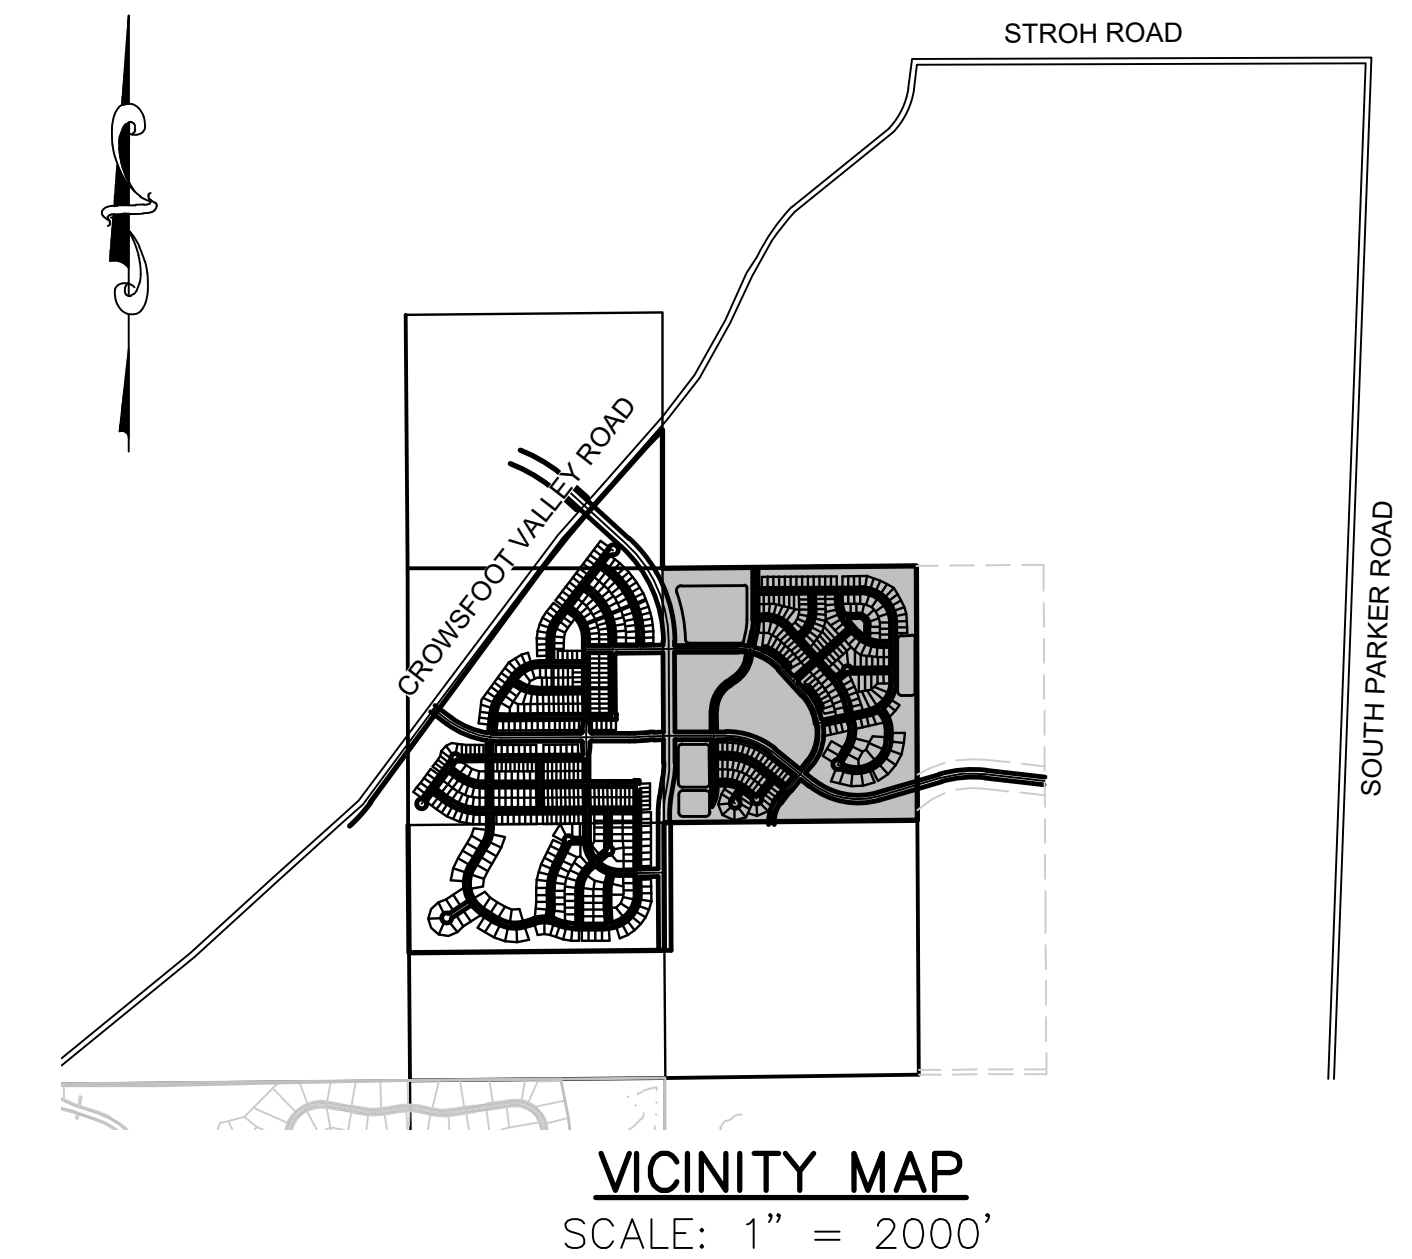 STROH ROAD
CROWSFOOT VALLEY ROAD
SOUTH PARKER ROAD
VICINITY MAP
SCALE: 1" = 2000'